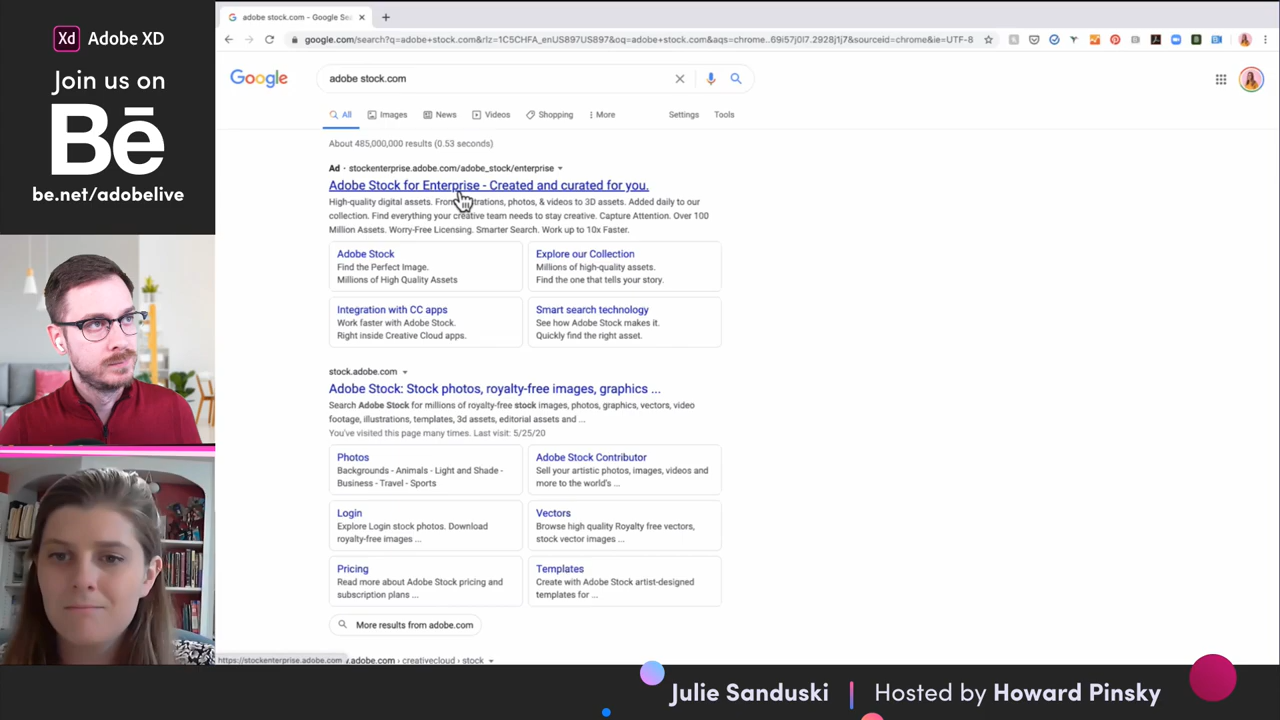 Xd Adobe XD
Join us on
Bē
be.net/adobelive
adobe stock.com - Google Se
google.com/search?q=adobe+stock.com&rlz=1C5CHFA_enUS897US897&oq=adobe+stock.com&aqs=chrome..69i57j0l7.2928j1j7&sourceid=chrome&ie=UTF-8
Google
adobe stock.com
All Images News Videos Shopping More Settings Tools
About 485,000,000 results (0.53 seconds)
Ad · stockenterprise.adobe.com/adobe_stock/enterprise
Adobe Stock for Enterprise - Created and curated for you.
High-quality digital assets. From trations, photos, & videos to 3D assets. Added daily to our
collection. Find everything your creative team needs to stay creative. Capture Attention. Over 100
Million Assets. Worry-Free Licensing. Smarter Search. Work up to 10x Faster.
Adobe Stock
Find the Perfect Image.
Millions of High Quality Assets
Explore our Collection
Millions of high-quality assets.
Find the one that tells your story.
Integration with CC apps
Work faster with Adobe Stock.
Right inside Creative Cloud apps.
Smart search technology
See how Adobe Stock makes it.
Quickly find the right asset.
stock.adobe.com
Adobe Stock: Stock photos, royalty-free images, graphics ...
Search Adobe Stock for millions of royalty-free stock images, photos, graphics, vectors, video
footage, illustrations, templates, 3d assets, editorial assets and ...
You've visited this page many times. Last visit: 5/25/20
Photos
Backgrounds - Animals - Light and Shade -
Business - Travel - Sports
Adobe Stock Contributor
Sell your artistic photos, images, videos and
more to the world's ...
Login
Explore Login stock photos. Download
royalty-free images ...
Vectors
Browse high quality Royalty free vectors,
stock vector images ...
Pricing
Read more about Adobe Stock pricing and
subscription plans ...
Templates
Create with Adobe Stock artist-designed
templates for ...
More results from adobe.com
https://stockenterprise.adobe.com
.adobe.com › creativecloud › stock
Julie Sanduski | Hosted by Howard Pinsky